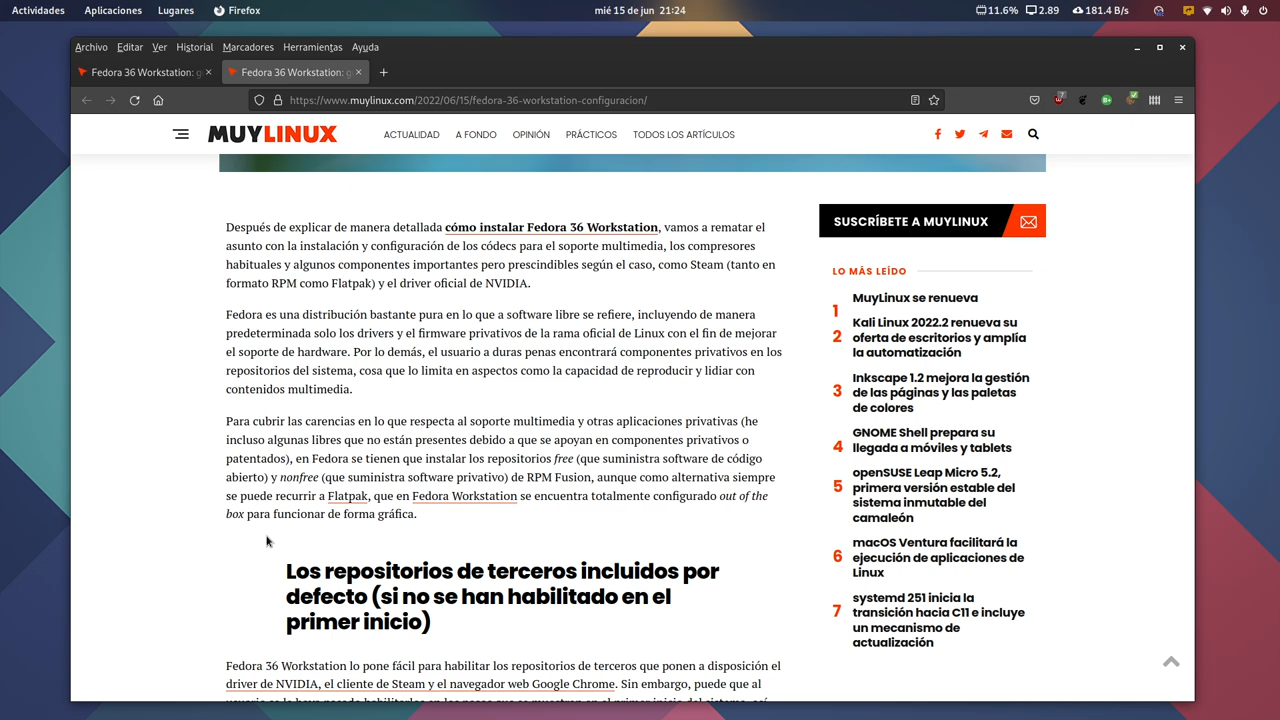 Actividades Aplicaciones Lugares Firefox mié 15 de jun 21:24 11.6% 2.89 181.4 B/s
Archivo Editar Ver Historial Marcadores Herramientas Ayuda
Fedora 36 Workstation: g Fedora 36 Workstation: g
https://www.muylinux.com/2022/06/15/fedora-36-workstation-configuracion/ 7
MUYLINUX ACTUALIDAD A FONDO OPINIÓN PRÁCTICOS TODOS LOS ARTÍCULOS
Después de explicar de manera detallada cómo instalar Fedora 36 Workstation, vamos a rematar el
asunto con la instalación y configuración de los códecs para el soporte multimedia, los compresores
habituales y algunos componentes importantes pero prescindibles según el caso, como Steam (tanto en
formato RPM como Flatpak) y el driver oficial de NVIDIA.
Fedora es una distribución bastante pura en lo que a software libre se refiere, incluyendo de manera
predeterminada solo los drivers y el firmware privativos de la rama oficial de Linux con el fin de mejorar
el soporte de hardware. Por lo demás, el usuario a duras penas encontrará componentes privativos en los
repositorios del sistema, cosa que lo limita en aspectos como la capacidad de reproducir y lidiar con
contenidos multimedia.
Para cubrir las carencias en lo que respecta al soporte multimedia y otras aplicaciones privativas (he
incluso algunas libres que no están presentes debido a que se apoyan en componentes privativos o
patentados), en Fedora se tienen que instalar los repositorios free (que suministra software de código
abierto) y nonfree (que suministra software privativo) de RPM Fusion, aunque como alternativa siempre
se puede recurrir a Flatpak, que en Fedora Workstation se encuentra totalmente configurado out of the
box para funcionar de forma gráfica.
Los repositorios de terceros incluidos por
defecto (si no se han habilitado en el
primer inicio)
Fedora 36 Workstation lo pone fácil para habilitar los repositorios de terceros que ponen a disposición el
driver de NVIDIA, el cliente de Steam y el navegador web Google Chrome. Sin embargo, puede que al
SUSCRÍBETE A MUYLINUX
LO MÁS LEÍDO
1 MuyLinux se renueva
2 Kali Linux 2022.2 renueva su
oferta de escritorios y amplía
la automatización
3 Inkscape 1.2 mejora la gestión
de las páginas y las paletas
de colores
4 GNOME Shell prepara su
llegada a móviles y tablets
5 openSUSE Leap Micro 5.2,
primera versión estable del
sistema inmutable del
camaleón
6 macOS Ventura facilitará la
ejecución de aplicaciones de
Linux
7 systemd 251 inicia la
transición hacia C11 e incluye
un mecanismo de
actualización